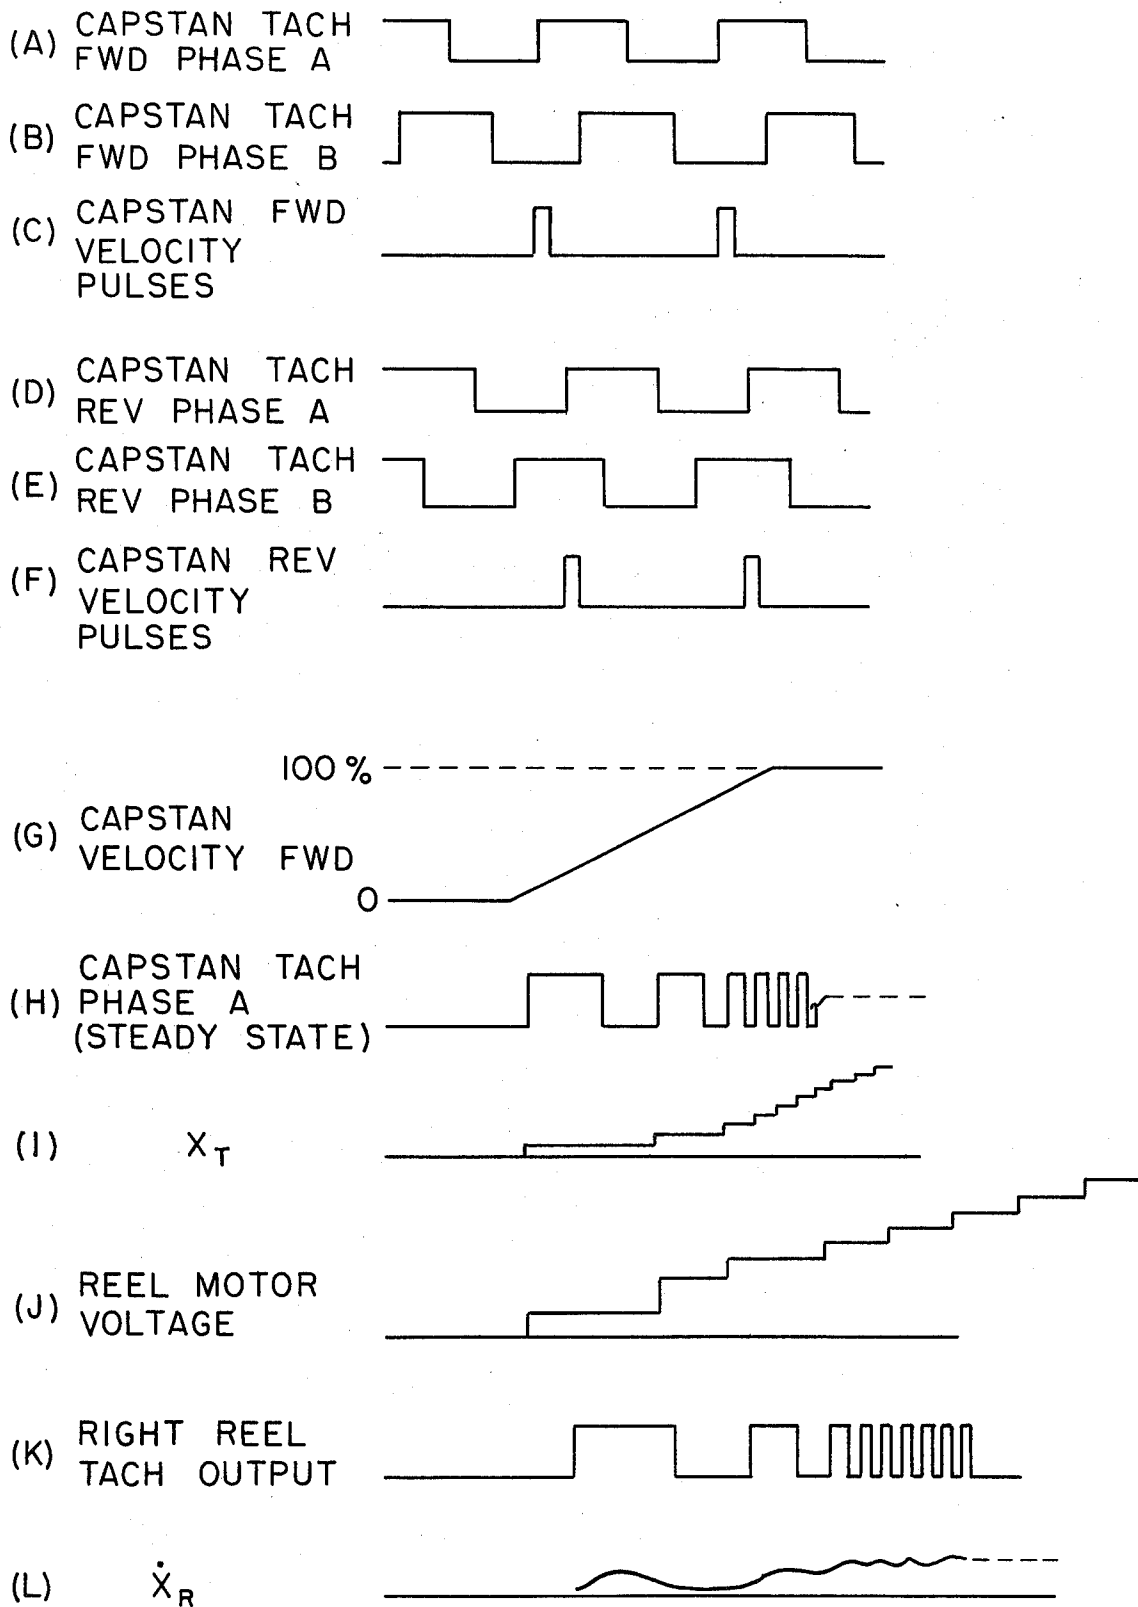 (A) CAPSTAN TACH
FWD PHASE A
(B) CAPSTAN TACH
FWD PHASE B
(C) CAPSTAN FWD
VELOCITY
PULSES
(D) CAPSTAN TACH
REV PHASE A
(E) CAPSTAN TACH
REV PHASE B
(F) CAPSTAN REV
VELOCITY
PULSES
100 %
(G) CAPSTAN
VELOCITY FWD
0
CAPSTAN TACH
(H) PHASE A
(STEADY STATE)
(I) X_T
(J) REEL MOTOR
VOLTAGE
(K) RIGHT REEL
TACH OUTPUT
(L) Ẋ_R